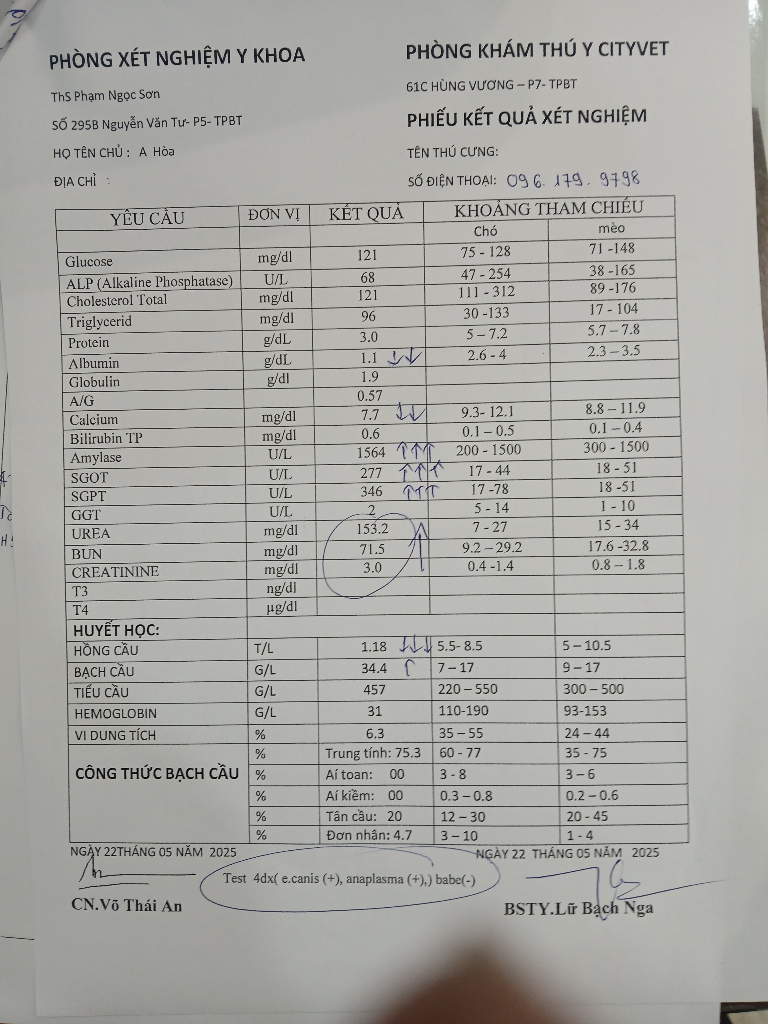 PHÒNG XÉT NGHIỆM Y KHOA
ThS Phạm Ngọc Sơn
SỐ 295B Nguyễn Văn Tư- P5- TPBT
HỌ TÊN CHỦ : A Hòa
ĐỊA CHỈ :
PHÒNG KHÁM THÚ Y CITYVET
61C HÙNG VƯƠNG – P7- TPBT
PHIẾU KẾT QUẢ XÉT NGHIỆM
TÊN THÚ CƯNG:
SỐ ĐIỆN THOẠI: 096. 179. 9798
YÊU CẦU ĐƠN VỊ KẾT QUẢ KHOẢNG THAM CHIẾU
Chó mèo
Glucose mg/dl 121 75 - 128 71 -148
ALP (Alkaline Phosphatase) U/L 68 47 - 254 38 -165
Cholesterol Total mg/dl 121 111 - 312 89 -176
Triglycerid mg/dl 96 30 -133 17 - 104
Protein g/dL 3.0 5 – 7.2 5.7 – 7.8
Albumin g/dL 1.1 ↓↓ 2.6 - 4 2.3 – 3.5
Globulin g/dl 1.9
A/G 0.57
Calcium mg/dl 7.7 ↓↓ 9.3- 12.1 8.8 – 11.9
Bilirubin TP mg/dl 0.6 0.1 – 0.5 0.1 – 0.4
Amylase U/L 1564 ↑↑↑ 200 - 1500 300 - 1500
SGOT U/L 277 ↑↑↑ 17 - 44 18 - 51
SGPT U/L 346 ↑↑↑ 17 -78 18 -51
GGT U/L 2 5 - 14 1 - 10
UREA mg/dl 153.2 ↑ 7 - 27 15 - 34
BUN mg/dl 71.5 9.2 – 29.2 17.6 -32.8
CREATININE mg/dl 3.0 0.4 -1.4 0.8 – 1.8
T3 ng/dl
T4 µg/dl
HUYẾT HỌC:
HỒNG CẦU T/L 1.18 ↓↓↓ 5.5- 8.5 5 – 10.5
BẠCH CẦU G/L 34.4 ↑ 7 – 17 9 – 17
TIỂU CẦU G/L 457 220 – 550 300 – 500
HEMOGLOBIN G/L 31 110-190 93-153
VI DUNG TÍCH % 6.3 35 – 55 24 – 44
CÔNG THỨC BẠCH CẦU
% Trung tính: 75.3 60 - 77 35 - 75
% Aí toan: 00 3 - 8 3 – 6
% Aí kiềm: 00 0.3 – 0.8 0.2 – 0.6
% Tân cầu: 20 12 – 30 20 - 45
% Đơn nhân: 4.7 3 – 10 1 - 4
NGÀY 22THÁNG 05 NĂM 2025
NGÀY 22 THÁNG 05 NĂM 2025
Test 4dx( e.canis (+), anaplasma (+),) babe(-)
CN.Võ Thái An
BSTY.Lữ Bạch Nga